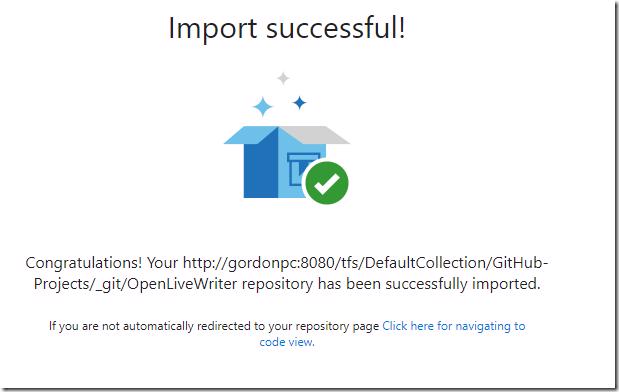 Import successful!
Congratulations! Your http://gordonpc:8080/tfs/DefaultCollection/GitHub-
Projects/_git/OpenLiveWriter repository has been successfully imported.
If you are not automatically redirected to your repository page Click here for navigating to
code view.